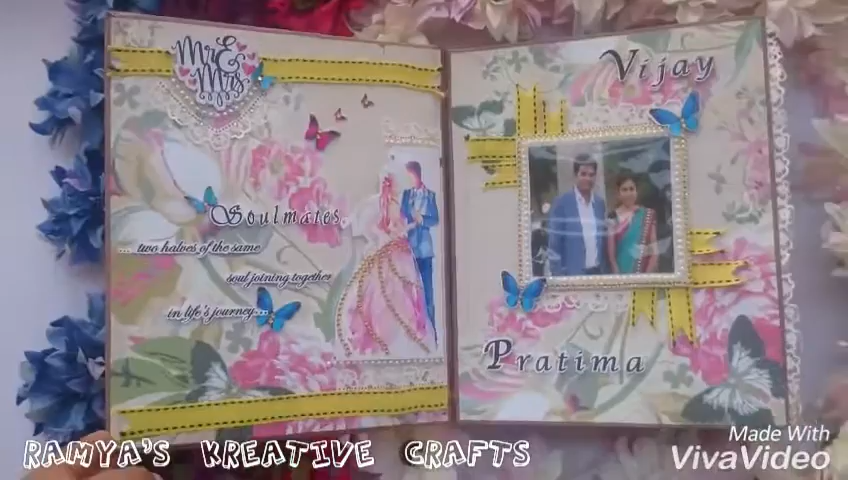 Mr & Mrs
Soulmates
... two halves of the same
soul joining together
in life's journey...
Vijay
Pratima
RAMYA'S KREATIVE CRAFTS
Made With
VivaVideo